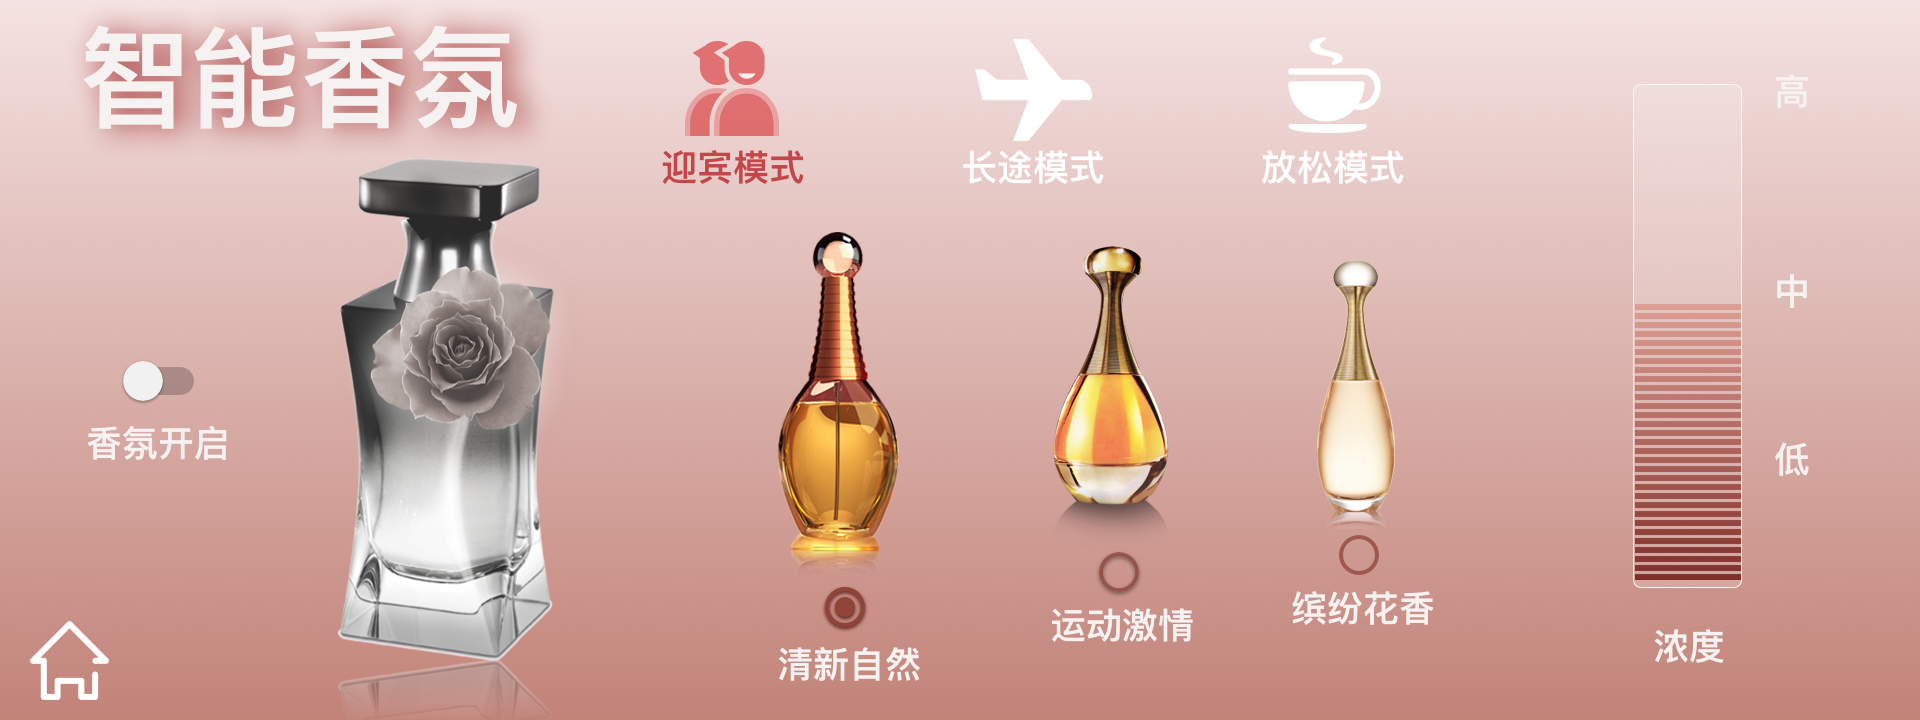 智能香氛
迎宾模式
长途模式
放松模式
高
中
低
香氛开启
清新自然
运动激情
缤纷花香
浓度